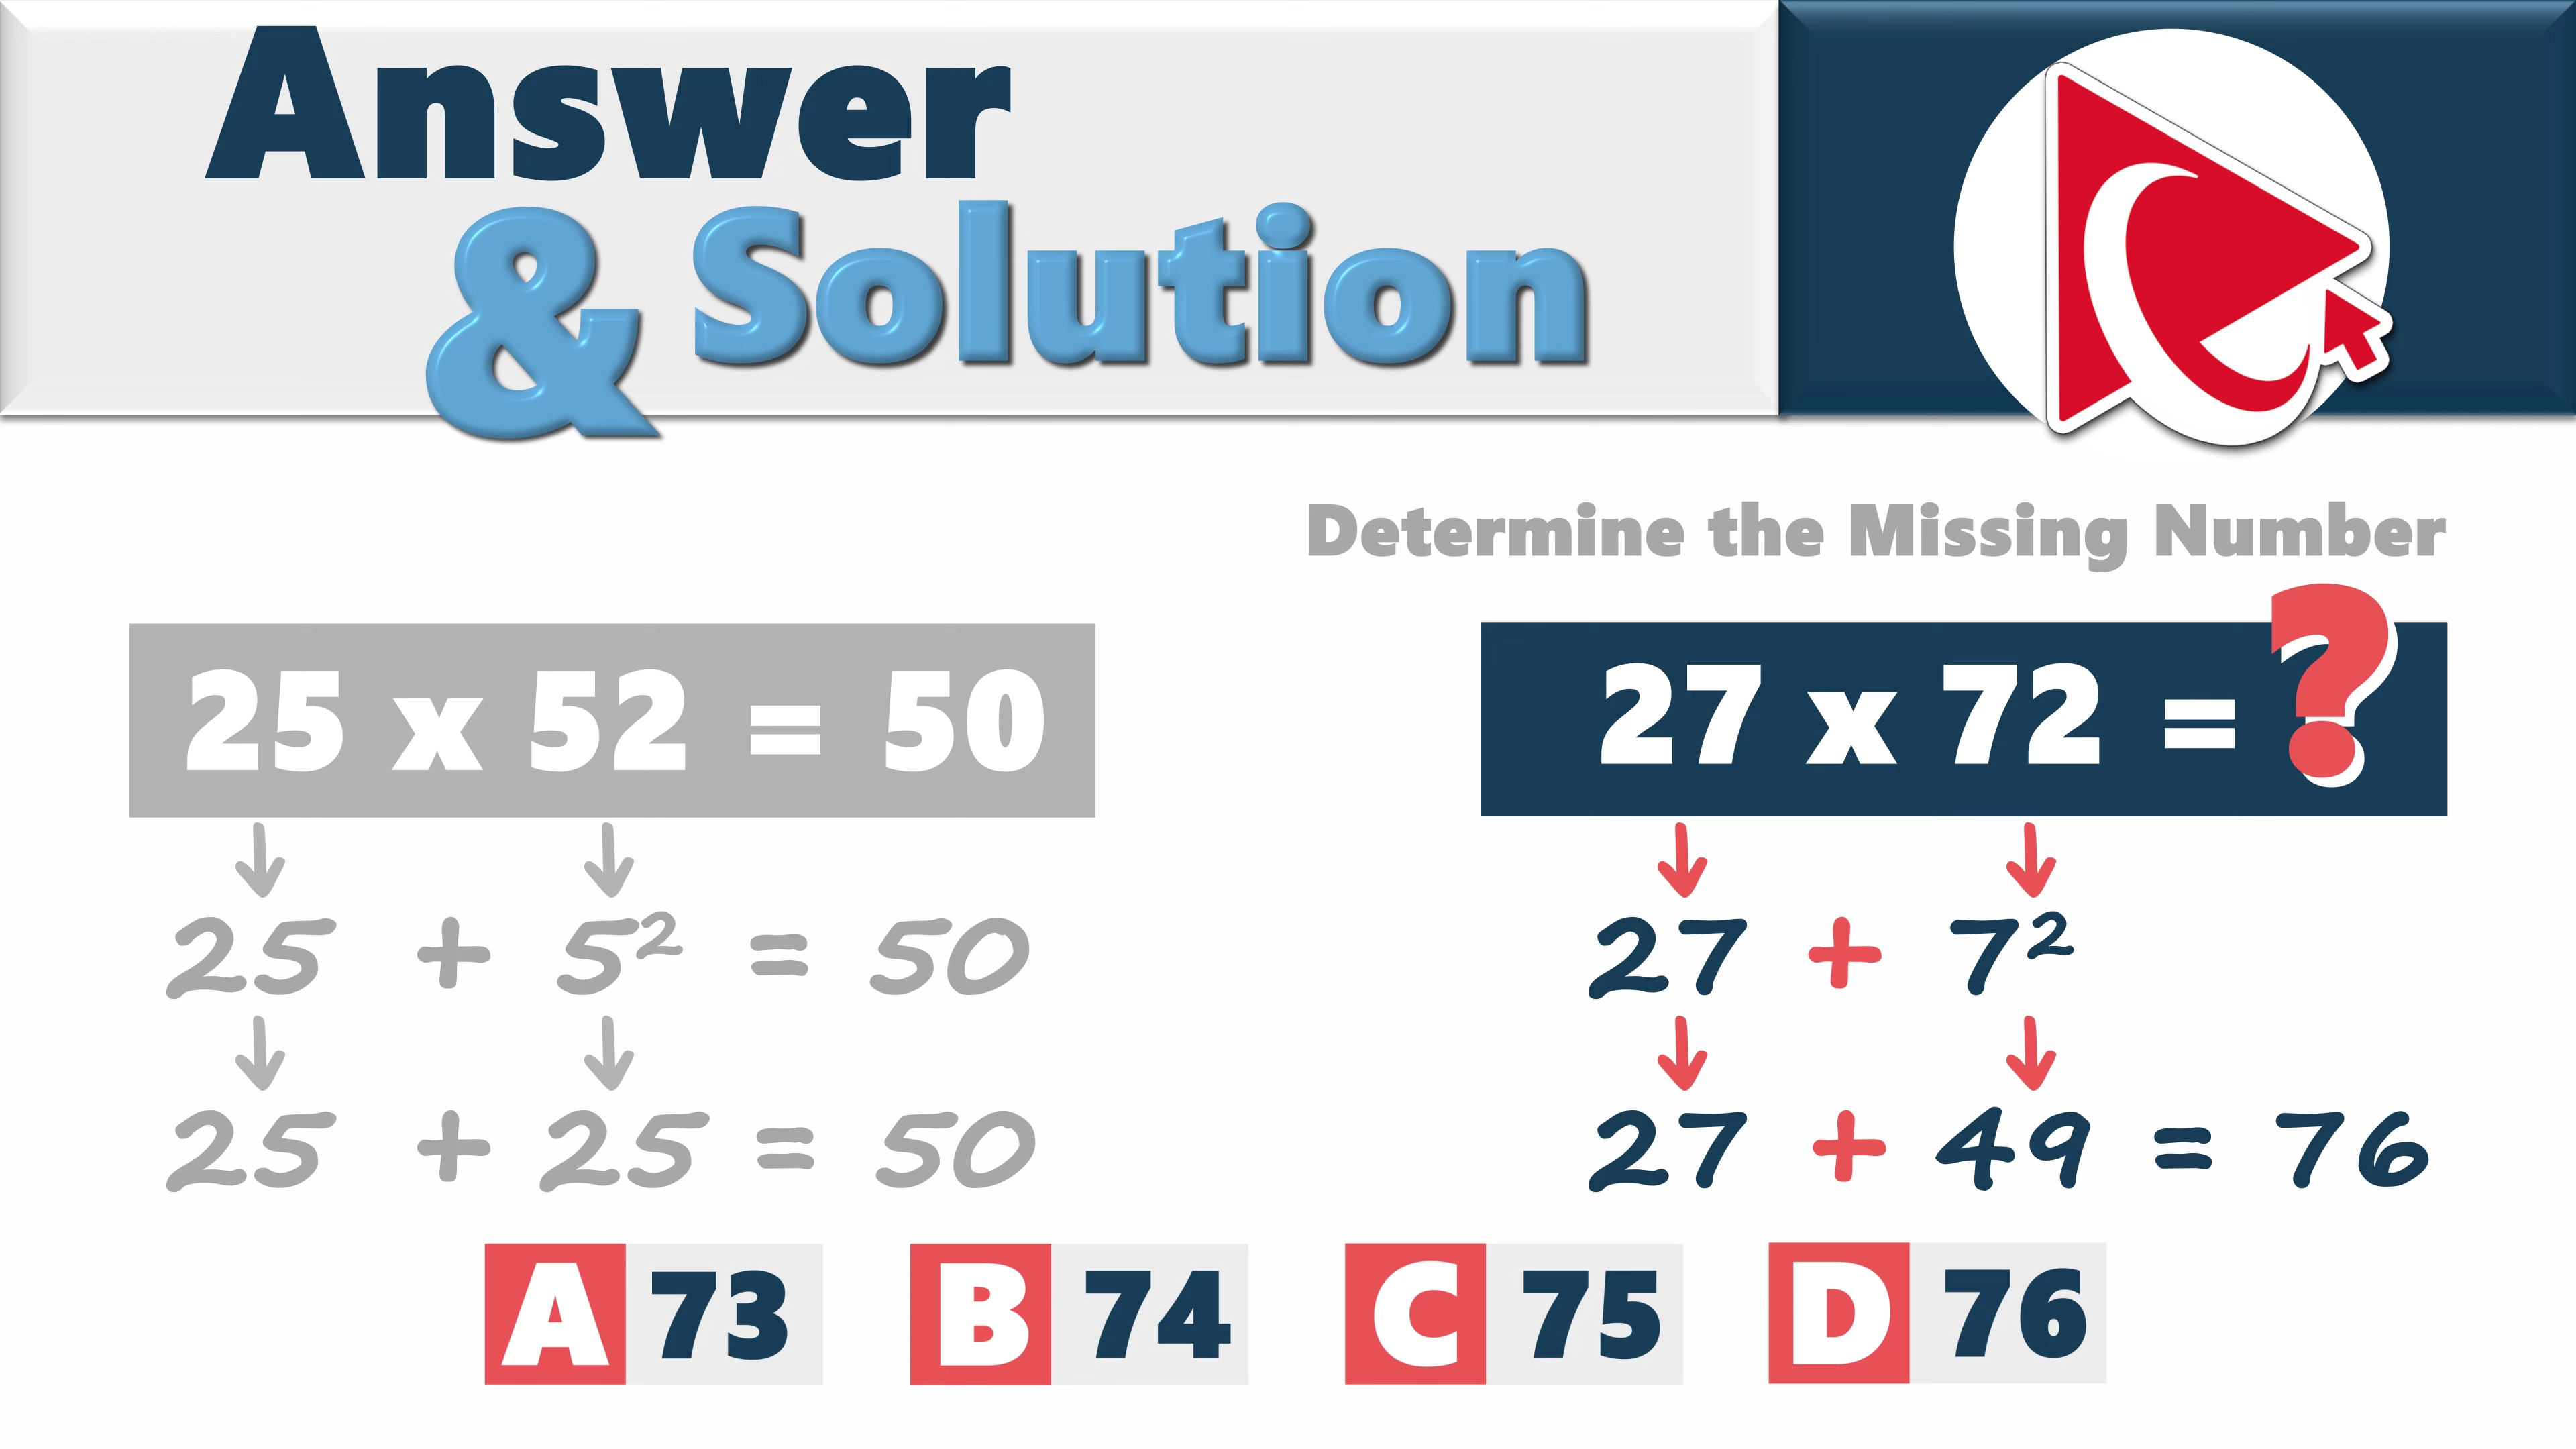 Answer
& Solution
Determine the Missing Number
25 x 52 = 50
27 x 72 = ?
25 + 5² = 50
27 + 7²
25 + 25 = 50
27 + 49 = 76
A 73 B 74 C 75 D 76